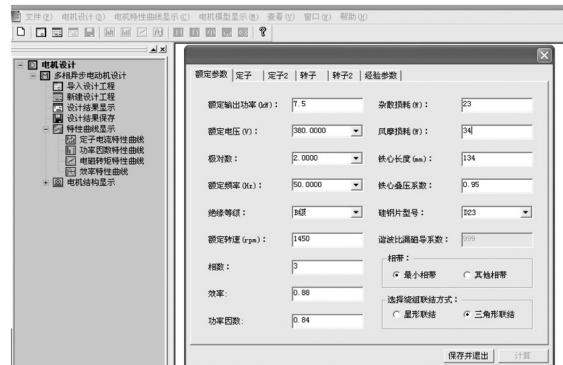 文件(F) 电机设计(D) 电机特性曲线显示(C) 电机模型显示(M) 查看(V) 窗口(W) 帮助(H)
电机设计
多相异步电动机设计
导入设计工程
新建设计工程
设计结果显示
设计结果保存
特性曲线显示
定子电流特性曲线
功率因数特性曲线
电磁转矩特性曲线
效率特性曲线
电机结构显示
额定参数 定子 定子2 转子 转子2 经验参数
额定输出功率(kW): 7.5 杂散损耗(W): 23
额定电压(V): 380.0000 风摩损耗(W): 34
极对数: 2.0000 铁心长度(mm): 134
额定频率(Hz): 50.0000 铁心叠压系数: 0.95
绝缘等级: B级 硅钢片型号: D23
额定转速(rpm): 1450 谐波比漏磁导系数: 999
相数: 3 相带:
最小相带 其他相带
效率: 0.88 选择绕组联结方式:
星形联结 三角形联结
功率因数: 0.84
保存并退出 计算